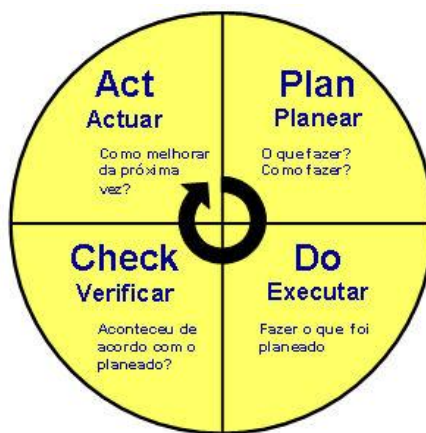 Act
Actuar
Como melhorar
da próxima
vez?
Plan
Planear
O que fazer?
Como fazer?
Check
Verificar
Aconteceu de
acordo com o
planeado?
Do
Executar
Fazer o que foi
planeado